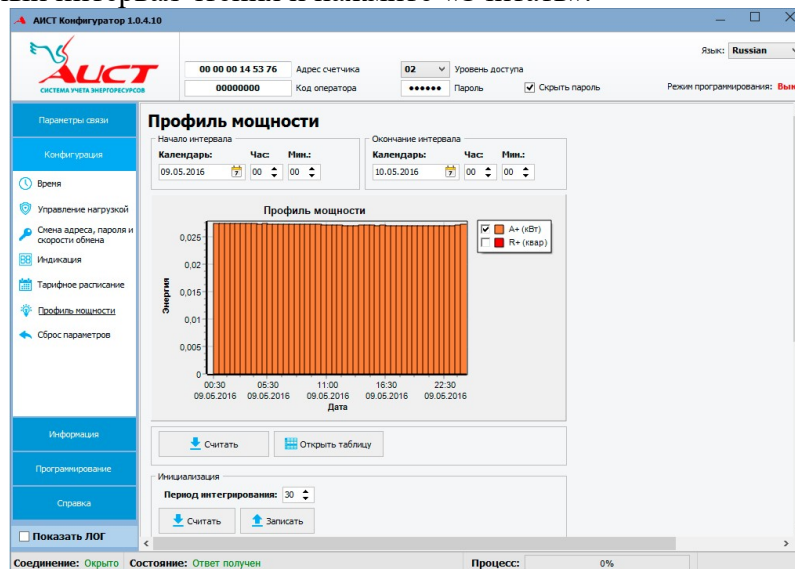 интервал чтения и нажмите
АИСТ Конфигуратор 1.0.4.10
АИСТ
СИСТЕМА УЧЕТА ЭНЕРГОРЕСУРСОВ
00 00 00 14 53 76 Адрес счетчика 02 Уровень доступа
00000000 Код оператора ●●●●●● Пароль Скрыть пароль
Язык: Russian
Режим программирования: Вык
Параметры связи
Конфигурация
Время
Управление нагрузкой
Смена адреса, пароля и
скорости обмена
Индикация
Тарифное расписание
Профиль мощности
Сброс параметров
Информация
Программирование
Справка
Показать ЛОГ
Профиль мощности
Начало интервала
Календарь: Час: Мин.:
09.05.2016 7 00 00
Окончание интервала
Календарь: Час: Мин.:
10.05.2016 7 00 00
Профиль мощности
Энергия
0,025
0,02
0,015
0,01
0,005
0
00:30 05:30 11:00 16:30 22:30
09.05.2016 09.05.2016 09.05.2016 09.05.2016 09.05.2016
Дата
A+ (кВт)
R+ (квар)
Считать Открыть таблицу
Инициализация
Период интегрирования: 30
Считать Записать
Соединение: Окрыто Состояние: Ответ получен Процесс: 0%